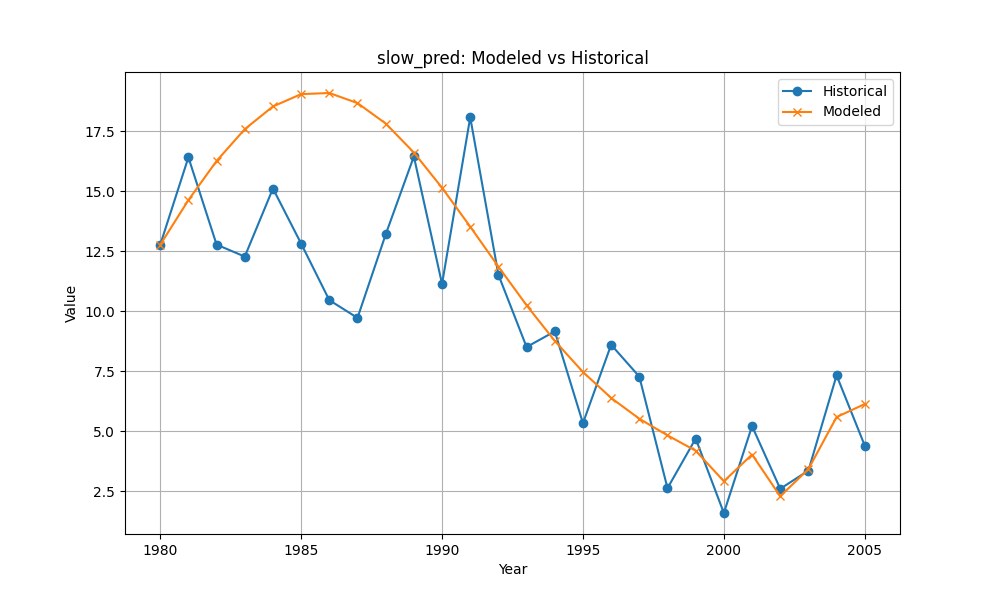 slow_pred: Modeled vs Historical
Historical
Modeled
Value
17.5
15.0
12.5
10.0
7.5
5.0
2.5
1980 1985 1990 1995 2000 2005
Year